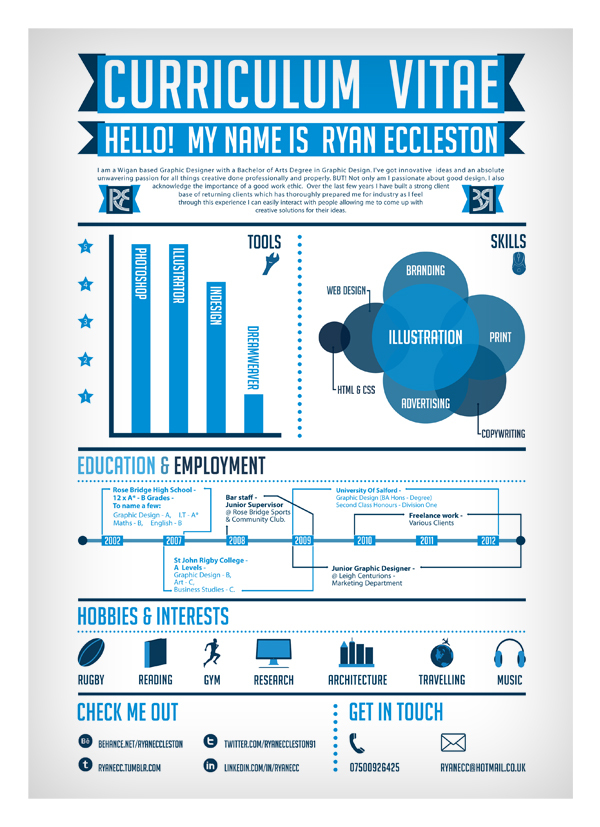 CURRICULUM VITAE
HELLO! MY NAME IS RYAN ECCLESTON
I am a Wigan based Graphic Designer with a Bachelor of Arts Degree in Graphic Design. I've got innovative ideas and an absolute
unwavering passion for all things creative done professionally and properly, BUT! Not only am I passionate about good design, I also
acknowledge the importance of a good work ethic. Over the last few years I have built a strong client
base of returning clients which has thoroughly prepared me for industry as I feel
through this experience I can easily interact with people allowing me to come up with
creative solutions for their ideas.
TOOLS
5
4
3
2
1
PHOTOSHOP
ILLUSTRATOR
INDESIGN
DREAMWEAVER
SKILLS
BRANDING
WEB DESIGN
ILLUSTRATION
PRINT
HTML & CSS
ADVERTISING
COPYWRITING
EDUCATION & EMPLOYMENT
Rose Bridge High School -
12 x A* - B Grades -
To name a few:
Graphic Design - A, I.T - A*
Maths - B, English - B
Bar staff -
Junior Supervisor
@ Rose Bridge Sports
& Community Club.
University Of Salford -
Graphic Design (BA Hons - Degree)
Second Class Honours - Division One
Freelance work -
Various Clients
2002
2007
2008
2009
2010
2011
2012
St John Rigby College -
A Levels -
Graphic Design - B,
Art - C,
Business Studies - C.
Junior Graphic Designer -
@ Leigh Centurions -
Marketing Department
HOBBIES & INTERESTS
RUGBY
READING
GYM
RESEARCH
ARCHITECTURE
TRAVELLING
MUSIC
CHECK ME OUT
Bē BEHANCE.NET/RYANECCLESTON
t TWITTER.COM/RYANECCLESTON91
t RYANECC.TUMBLR.COM
in LINKEDIN.COM/IN/RYANECC
GET IN TOUCH
07500926425
RYANECC@HOTMAIL.CO.UK